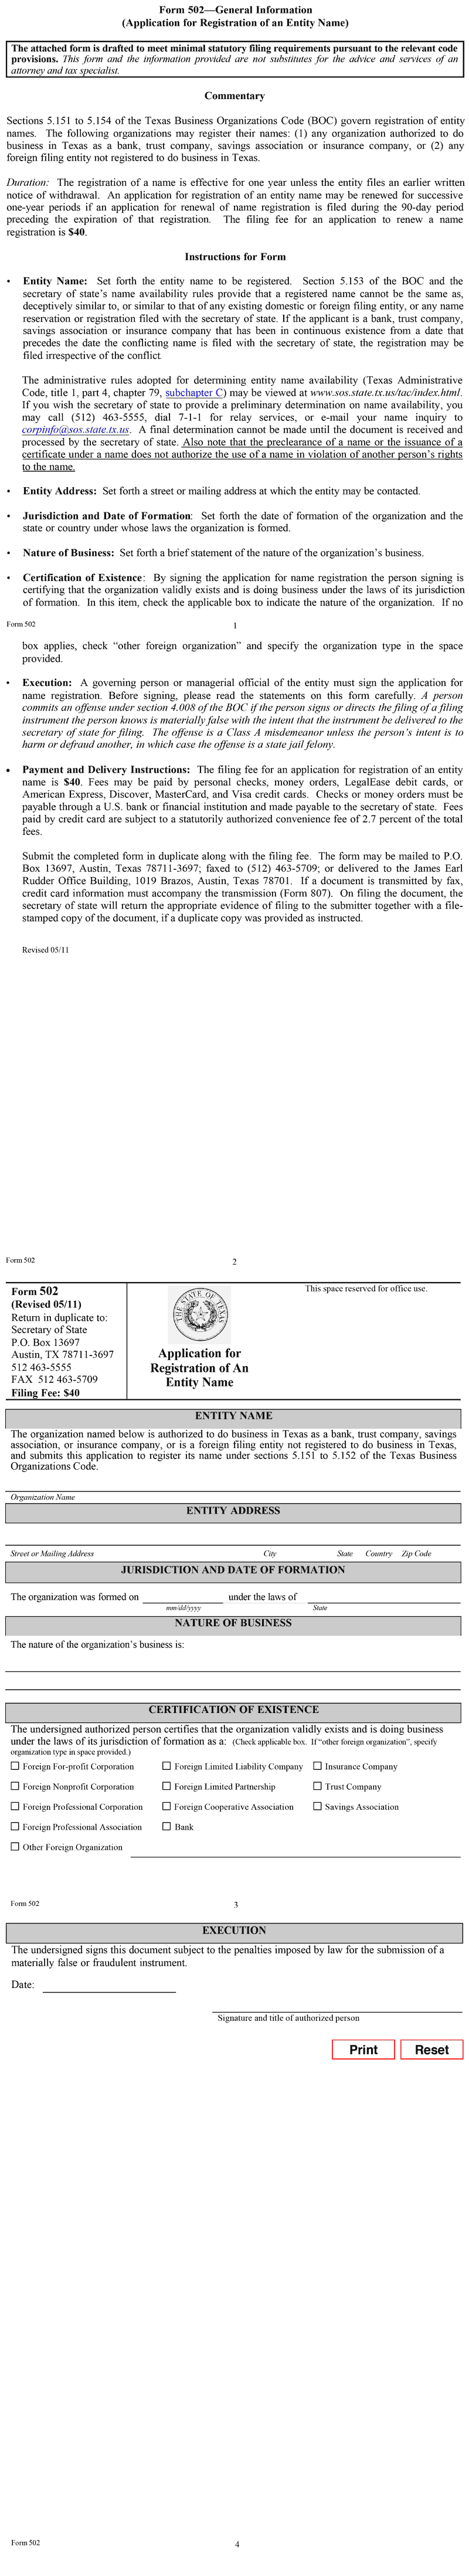 Form 502—General Information
(Application for Registration of an Entity Name)
The attached form is drafted to meet minimal statutory filing requirements pursuant to the relevant code
provisions. This form and the information provided are not substitutes for the advice and services of an
attorney and tax specialist.
Commentary
Sections 5.151 to 5.154 of the Texas Business Organizations Code (BOC) govern registration of entity
names. The following organizations may register their names: (1) any organization authorized to do
business in Texas as a bank, trust company, savings association or insurance company, or (2) any
foreign filing entity not registered to do business in Texas.
Duration: The registration of a name is effective for one year unless the entity files an earlier written
notice of withdrawal. An application for registration of an entity name may be renewed for successive
one-year periods if an application for renewal of name registration is filed during the 90-day period
preceding the expiration of that registration. The filing fee for an application to renew a name
registration is $40.
Instructions for Form
• Entity Name: Set forth the entity name to be registered. Section 5.153 of the BOC and the
secretary of state's name availability rules provide that a registered name cannot be the same as,
deceptively similar to, or similar to that of any existing domestic or foreign filing entity, or any name
reservation or registration filed with the secretary of state. If the applicant is a bank, trust company,
savings association or insurance company that has been in continuous existence from a date that
precedes the date the conflicting name is filed with the secretary of state, the registration may be
filed irrespective of the conflict.
The administrative rules adopted for determining entity name availability (Texas Administrative
Code, title 1, part 4, chapter 79, subchapter C) may be viewed at www.sos.state.tx.us/tac/index.html.
If you wish the secretary of state to provide a preliminary determination on name availability, you
may call (512) 463-5555, dial 7-1-1 for relay services, or e-mail your name inquiry to
corpinfo@sos.state.tx.us. A final determination cannot be made until the document is received and
processed by the secretary of state. Also note that the preclearance of a name or the issuance of a
certificate under a name does not authorize the use of a name in violation of another person's rights
to the name.
• Entity Address: Set forth a street or mailing address at which the entity may be contacted.
• Jurisdiction and Date of Formation: Set forth the date of formation of the organization and the
state or country under whose laws the organization is formed.
• Nature of Business: Set forth a brief statement of the nature of the organization's business.
• Certification of Existence: By signing the application for name registration the person signing is
certifying that the organization validly exists and is doing business under the laws of its jurisdiction
of formation. In this item, check the applicable box to indicate the nature of the organization. If no
Form 502 1
box applies, check “other foreign organization” and specify the organization type in the space
provided.
• Execution: A governing person or managerial official of the entity must sign the application for
name registration. Before signing, please read the statements on this form carefully. A person
commits an offense under section 4.008 of the BOC if the person signs or directs the filing of a filing
instrument the person knows is materially false with the intent that the instrument be delivered to the
secretary of state for filing. The offense is a Class A misdemeanor unless the person's intent is to
harm or defraud another, in which case the offense is a state jail felony.
• Payment and Delivery Instructions: The filing fee for an application for registration of an entity
name is $40. Fees may be paid by personal checks, money orders, LegalEase debit cards, or
American Express, Discover, MasterCard, and Visa credit cards. Checks or money orders must be
payable through a U.S. bank or financial institution and made payable to the secretary of state. Fees
paid by credit card are subject to a statutorily authorized convenience fee of 2.7 percent of the total
fees.
Submit the completed form in duplicate along with the filing fee. The form may be mailed to P.O.
Box 13697, Austin, Texas 78711-3697; faxed to (512) 463-5709; or delivered to the James Earl
Rudder Office Building, 1019 Brazos, Austin, Texas 78701. If a document is transmitted by fax,
credit card information must accompany the transmission (Form 807). On filing the document, the
secretary of state will return the appropriate evidence of filing to the submitter together with a file-
stamped copy of the document, if a duplicate copy was provided as instructed.
Revised 05/11
Form 502 2
Form 502
(Revised 05/11)
Return in duplicate to:
Secretary of State
P.O. Box 13697
Austin, TX 78711-3697
512 463-5555
FAX 512 463-5709
Filing Fee: $40
THE STATE OF TEXAS
Application for
Registration of An
Entity Name
This space reserved for office use.
ENTITY NAME
The organization named below is authorized to do business in Texas as a bank, trust company, savings
association, or insurance company, or is a foreign filing entity not registered to do business in Texas,
and submits this application to register its name under sections 5.151 to 5.152 of the Texas Business
Organizations Code.
Organization Name
ENTITY ADDRESS
Street or Mailing Address City State Country Zip Code
JURISDICTION AND DATE OF FORMATION
The organization was formed on under the laws of
mm/dd/yyyy State
NATURE OF BUSINESS
The nature of the organization's business is:
CERTIFICATION OF EXISTENCE
The undersigned authorized person certifies that the organization validly exists and is doing business
under the laws of its jurisdiction of formation as a: (Check applicable box. If “other foreign organization”, specify
organization type in space provided.)
Foreign For-profit Corporation Foreign Limited Liability Company Insurance Company
Foreign Nonprofit Corporation Foreign Limited Partnership Trust Company
Foreign Professional Corporation Foreign Cooperative Association Savings Association
Foreign Professional Association Bank
Other Foreign Organization
Form 502 3
EXECUTION
The undersigned signs this document subject to the penalties imposed by law for the submission of a
materially false or fraudulent instrument.
Date:
Signature and title of authorized person
Print Reset
Form 502 4